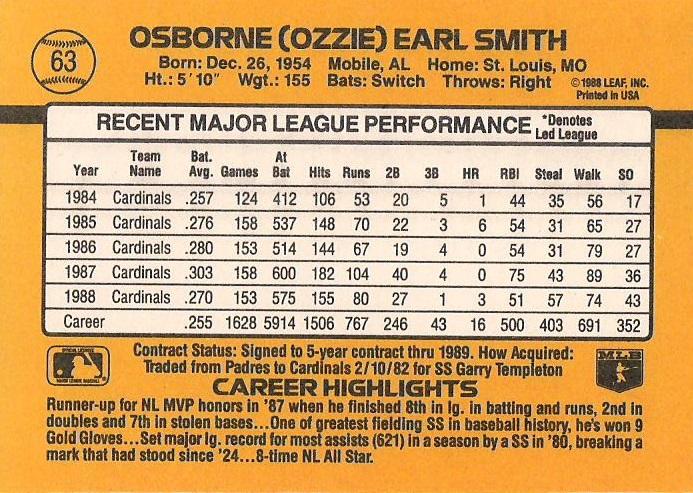 63
OSBORNE (OZZIE) EARL SMITH
Born: Dec. 26, 1954 Mobile, AL Home: St. Louis, MO
Ht.: 5'10" Wgt.: 155 Bats: Switch Throws: Right ©1988 LEAF, INC.
Printed in USA
RECENT MAJOR LEAGUE PERFORMANCE *Denotes
Led League
Year Team Name Bat. Avg. Games At Bat Hits Runs 2B 3B HR RBI Steal Walk SO
1984 Cardinals .257 124 412 106 53 20 5 1 44 35 56 17
1985 Cardinals .276 158 537 148 70 22 3 6 54 31 65 27
1986 Cardinals .280 153 514 144 67 19 4 0 54 31 79 27
1987 Cardinals .303 158 600 182 104 40 4 0 75 43 89 36
1988 Cardinals .270 153 575 155 80 27 1 3 51 57 74 43
Career .255 1628 5914 1506 767 246 43 16 500 403 691 352
Contract Status: Signed to 5-year contract thru 1989. How Acquired:
Traded from Padres to Cardinals 2/10/82 for SS Garry Templeton
MLB
CAREER HIGHLIGHTS
Runner-up for NL MVP honors in '87 when he finished 8th in lg. in batting and runs, 2nd in
doubles and 7th in stolen bases...One of greatest fielding SS in baseball history, he's won 9
Gold Gloves...Set major lg. record for most assists (621) in a season by a SS in '80, breaking a
mark that had stood since '24...8-time NL All Star.